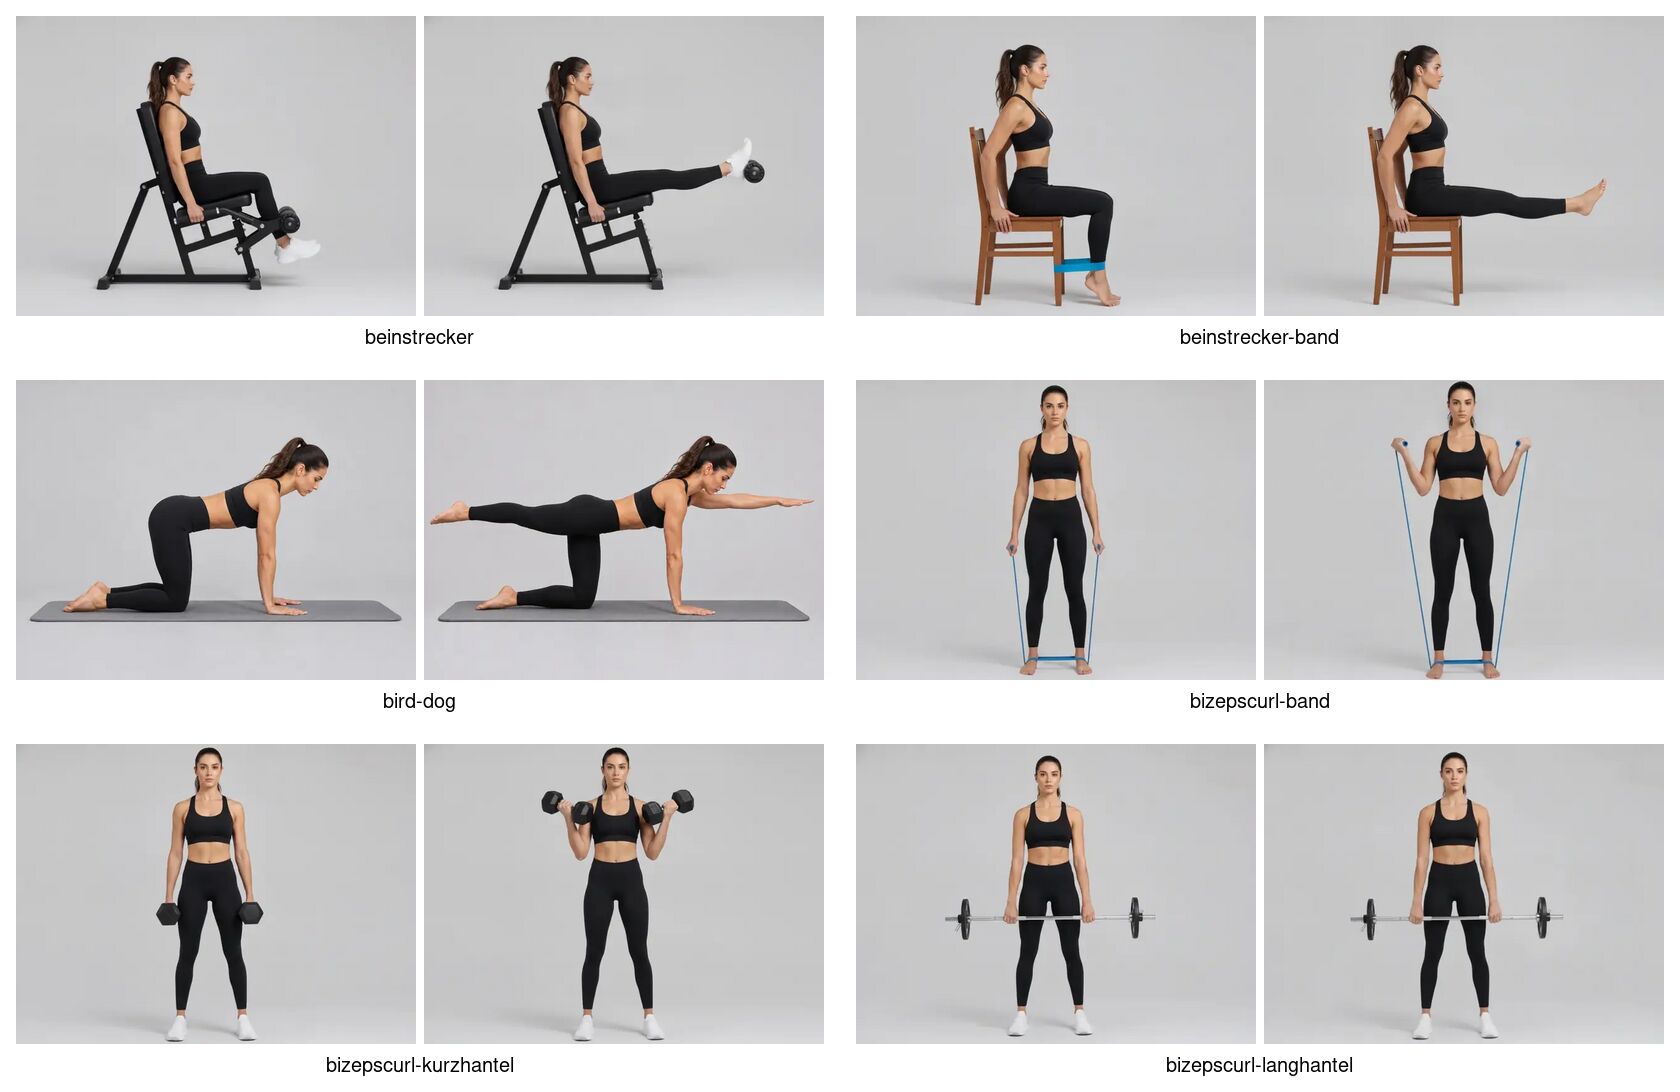 beinstrecker
beinstrecker-band
bird-dog
bizepscurl-band
bizepscurl-kurzhantel
bizepscurl-langhantel